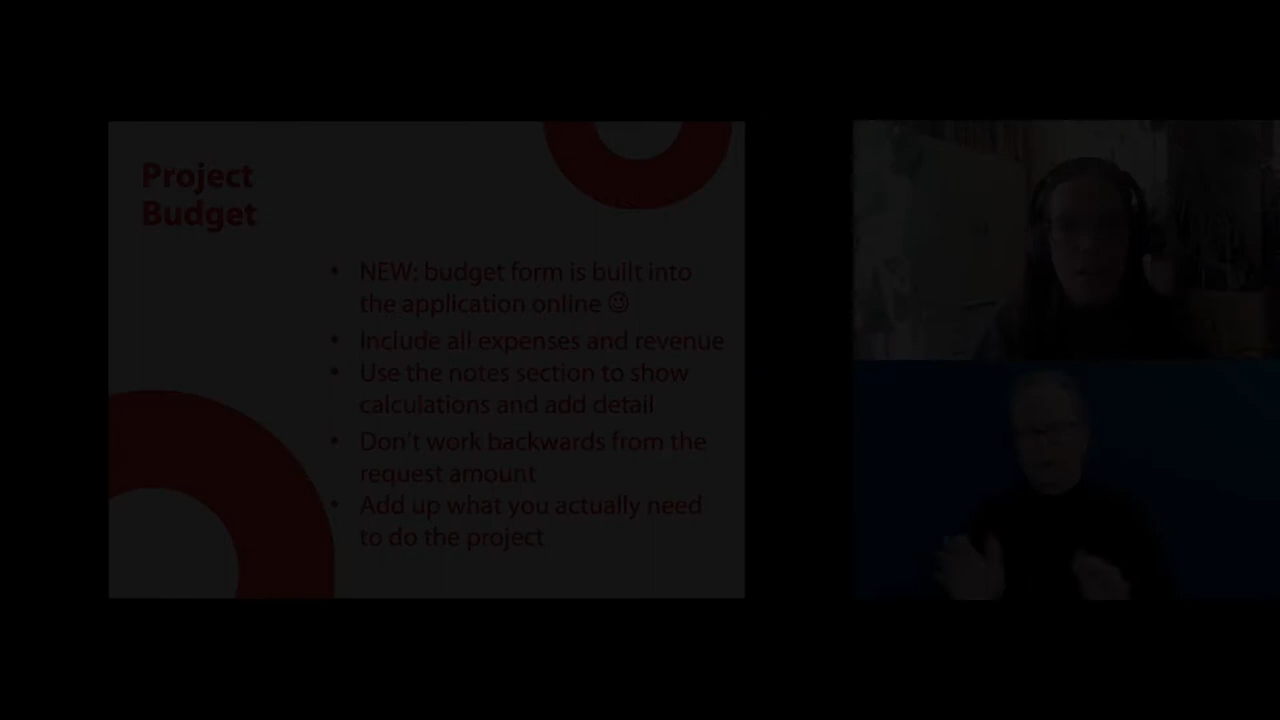 Project
Budget
• NEW: budget form is built into
the application online ☺
• Include all expenses and revenue
• Use the notes section to show
calculations and add detail
• Don't work backwards from the
request amount
• Add up what you actually need
to do the project